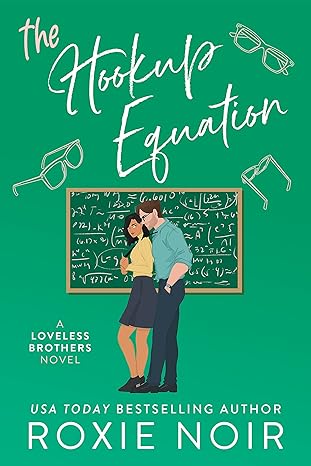 the
Hookup
Equation
A
LOVELESS
BROTHERS
NOVEL
USA TODAY BESTSELLING AUTHOR
ROXIE NOIR